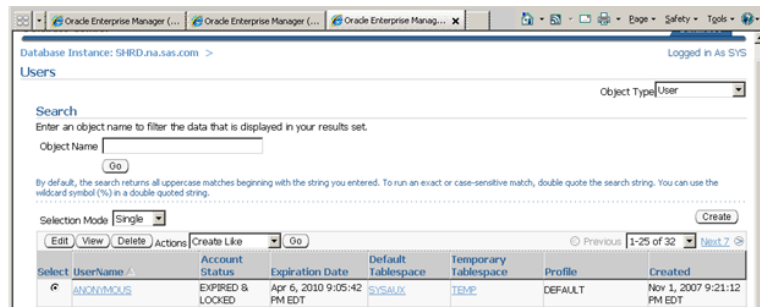 Oracle Enterprise Manager (... Oracle Enterprise Manager (... Oracle Enterprise Manag... x Page Safety Tools
Database Instance: SHRD.na.sas.com > Logged in As SYS
Users
Object Type User
Search
Enter an object name to filter the data that is displayed in your results set.
Object Name
Go
By default, the search returns all uppercase matches beginning with the string you entered. To run an exact or case-sensitive match, double quote the search string. You can use the
wildcard symbol (%) in a double quoted string.
Selection Mode Single Create
Edit View Delete Actions Create Like Go Previous 1-25 of 32 Next 7
Account Default Temporary
Select UserName Status Expiration Date Tablespace Tablespace Profile Created
ANONYMOUS EXPIRED & Apr 6, 2010 9:05:42 SYSAUX TEMP DEFAULT Nov 1, 2007 9:21:12
LOCKED PM EDT PM EDT